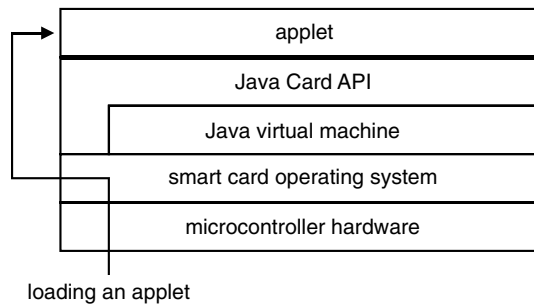 applet
Java Card API
Java virtual machine
smart card operating system
microcontroller hardware
loading an applet